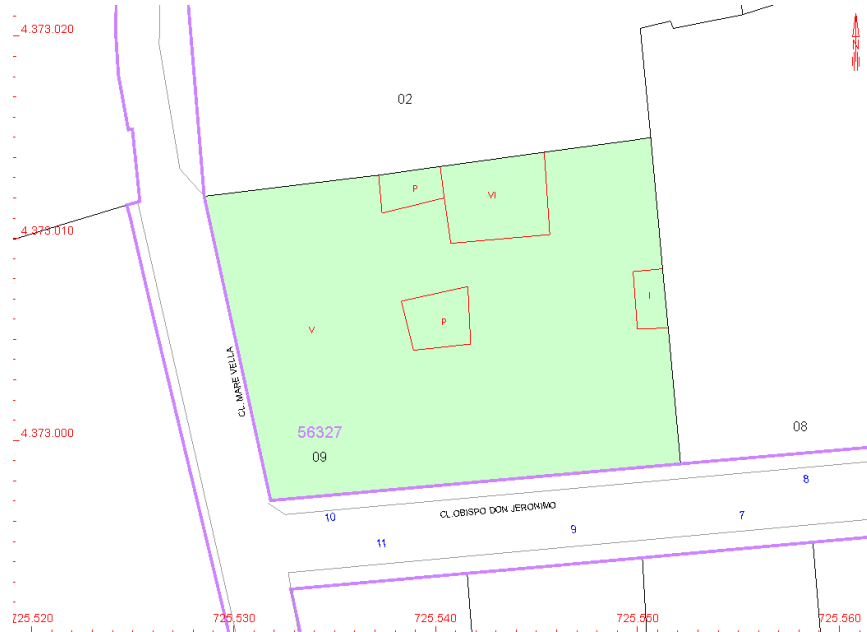 4.373.020
N
02
P
VI
4.373.010
I
P
V
CL. MARE VELLA
56327
4.373.000
08
09
8
CL.OBISPO DON JERONIMO
10
7
9
11
725.520
725.530
725.540
725.550
725.560